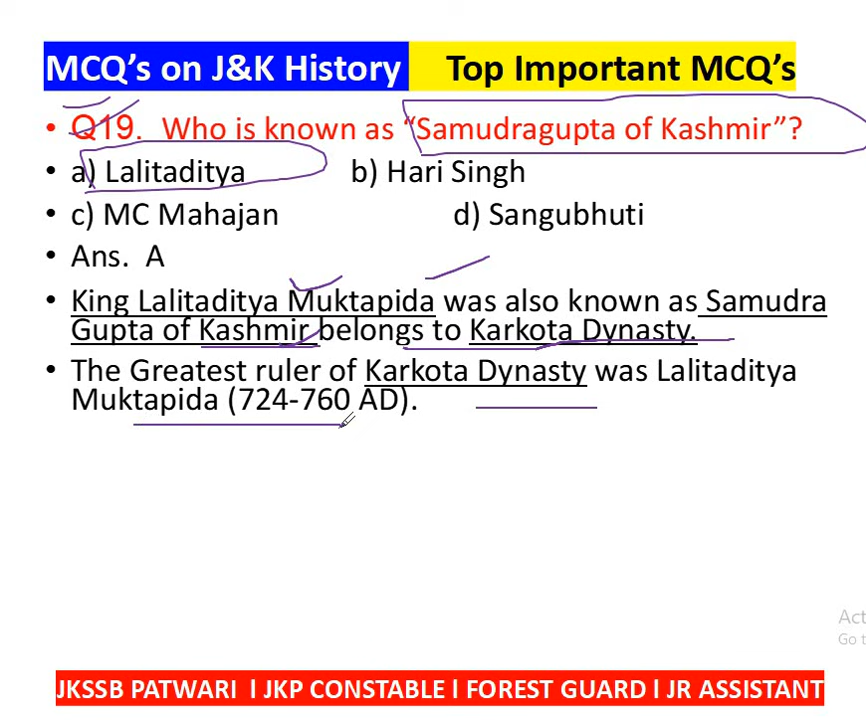 MCQ's on J&K History Top Important MCQ's
• Q19. Who is known as “Samudragupta of Kashmir”?
• a) Lalitaditya b) Hari Singh
• c) MC Mahajan d) Sangubhuti
• Ans. A
• King Lalitaditya Muktapida was also known as Samudra
Gupta of Kashmir belongs to Karkota Dynasty.
• The Greatest ruler of Karkota Dynasty was Lalitaditya
Muktapida (724-760 AD).
Act
Go t
JKSSB PATWARI I JKP CONSTABLE I FOREST GUARD I JR ASSISTANT